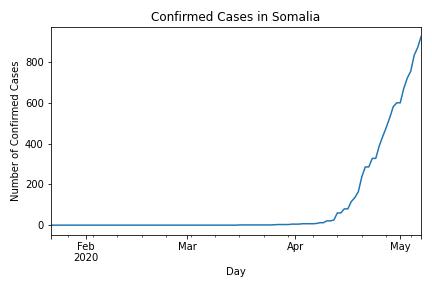 Confirmed Cases in Somalia
Number of Confirmed Cases
800
600
400
200
0
Feb
2020
Mar
Apr
May
Day